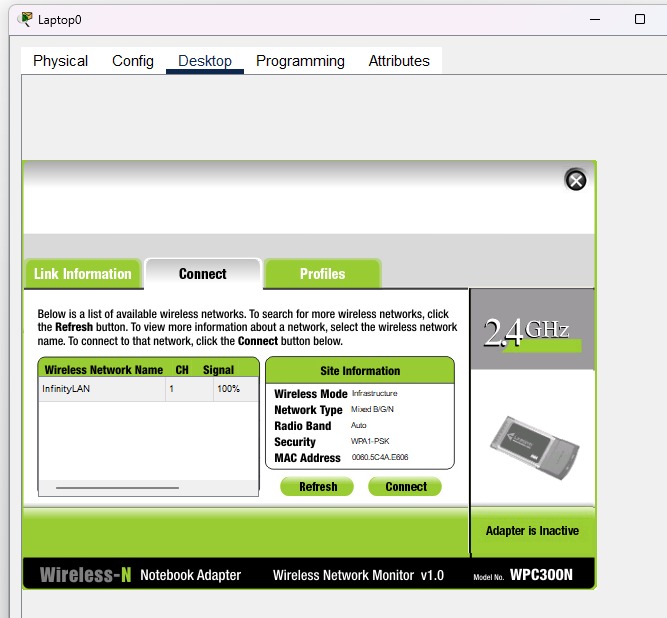 Laptop0
Physical Config Desktop Programming Attributes
Link Information Connect Profiles
Below is a list of available wireless networks. To search for more wireless networks, click
the Refresh button. To view more information about a network, select the wireless network
name. To connect to that network, click the Connect button below.
2.4GHz
Wireless Network Name CH Signal
InfinityLAN 1 100%
Site Information
Wireless Mode Infrastructure
Network Type Mixed B/G/N
Radio Band Auto
Security WPA1-PSK
MAC Address 0060.5C4A.E606
Refresh Connect
Adapter is Inactive
Wireless-N Notebook Adapter Wireless Network Monitor v1.0 Model No. WPC300N